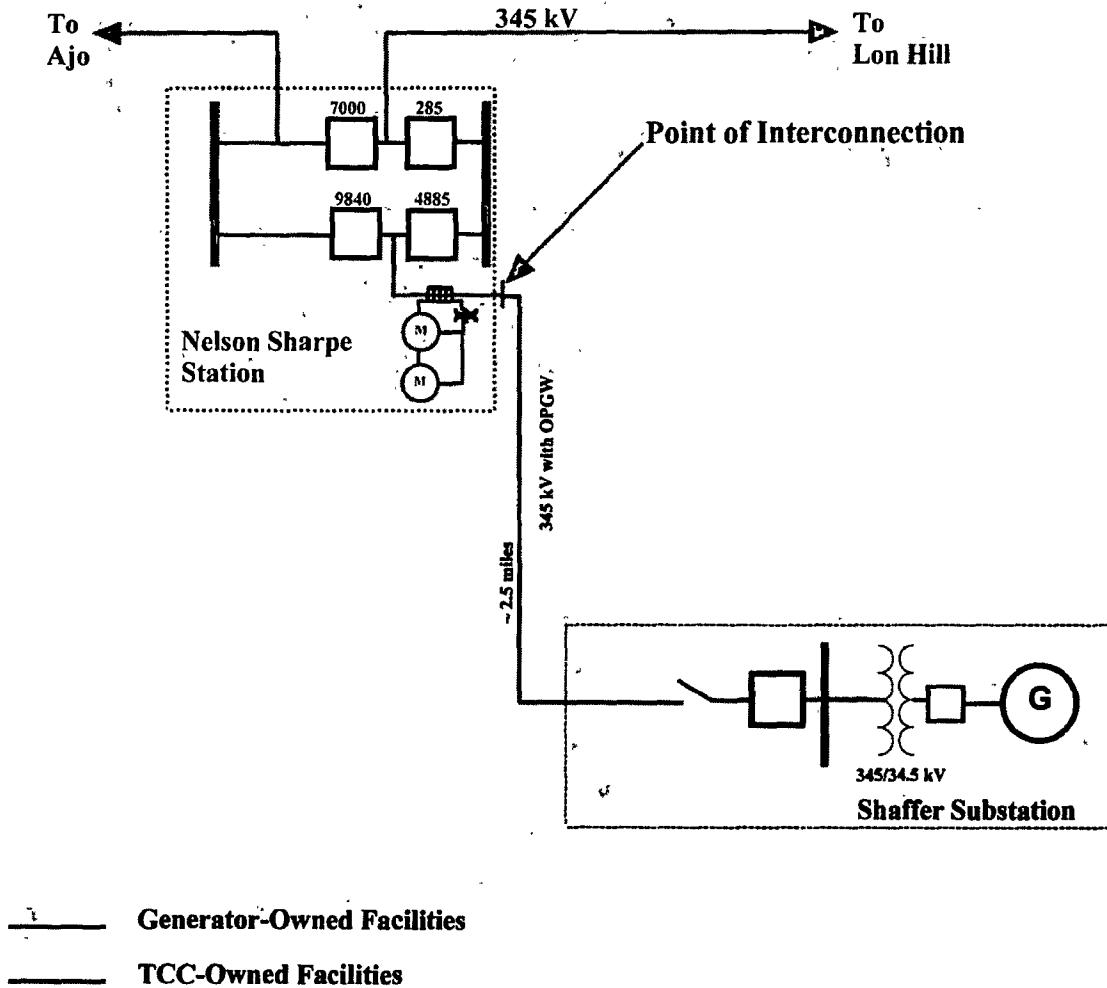 To
Ajo
345 kV
To
Lon Hill
7000
285
Point of Interconnection
9840
4885
Nelson Sharpe
Station
M
M
345 kV with OPGW
~ 2.5 miles
G
345/34.5 kV
Shaffer Substation
Generator-Owned Facilities
TCC-Owned Facilities